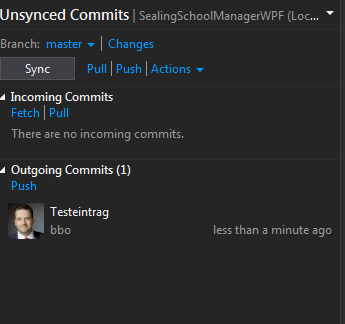 Unsynced Commits | SealingSchoolManagerWPF (Loc...
Branch: master | Changes
Sync Pull | Push | Actions
Incoming Commits
Fetch | Pull
There are no incoming commits.
Outgoing Commits (1)
Push
Testeintrag
bbo less than a minute ago